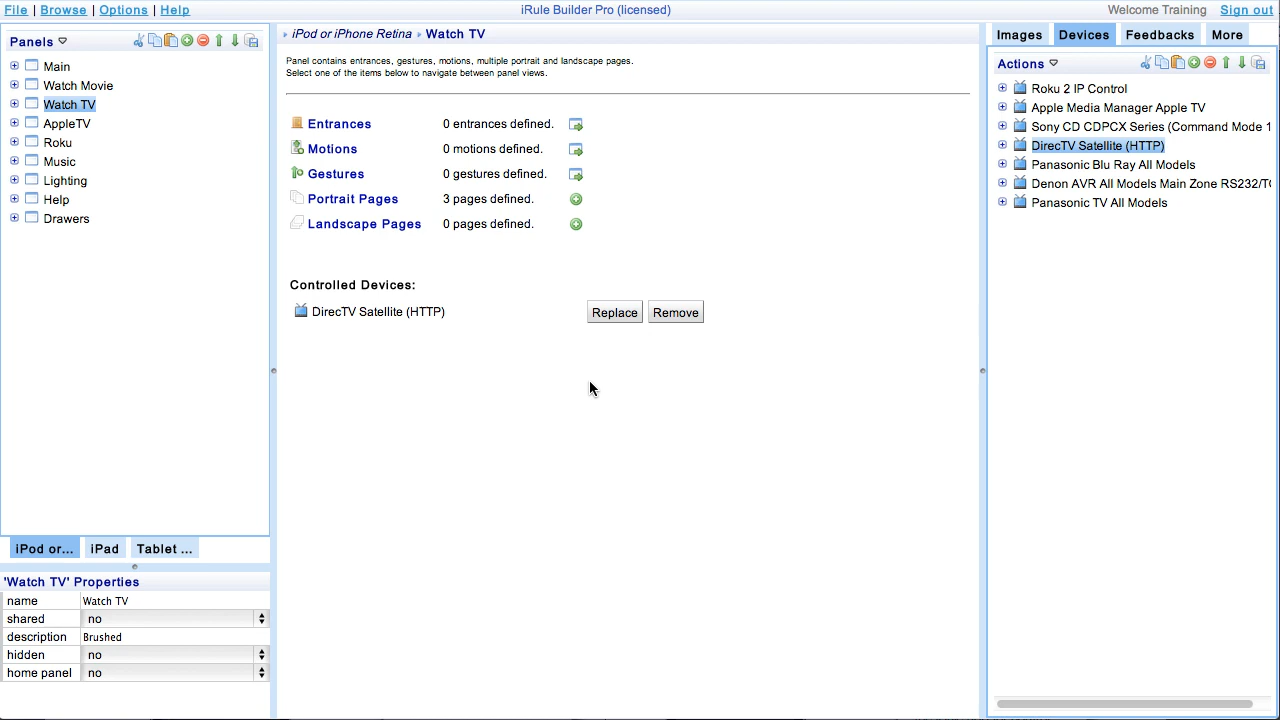 File | Browse | Options | Help
iRule Builder Pro (licensed)
Welcome Training Sign out
Panels
Main
Watch Movie
Watch TV
AppleTV
Roku
Music
Lighting
Help
Drawers
iPod or... iPad Tablet ...
'Watch TV' Properties
name Watch TV
shared no
description Brushed
hidden no
home panel no
iPod or iPhone Retina Watch TV
Panel contains entrances, gestures, motions, multiple portrait and landscape pages.
Select one of the items below to navigate between panel views.
Entrances 0 entrances defined.
Motions 0 motions defined.
Gestures 0 gestures defined.
Portrait Pages 3 pages defined.
Landscape Pages 0 pages defined.
Controlled Devices:
DirecTV Satellite (HTTP) Replace Remove
Images Devices Feedbacks More
Actions
Roku 2 IP Control
Apple Media Manager Apple TV
Sony CD CDPCX Series (Command Mode 1
DirecTV Satellite (HTTP)
Panasonic Blu Ray All Models
Denon AVR All Models Main Zone RS232/T
Panasonic TV All Models